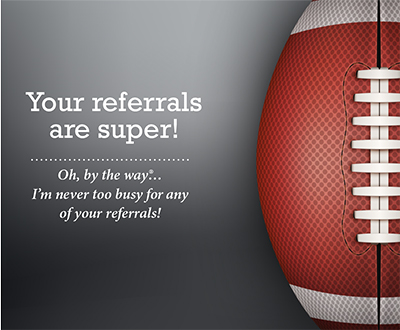 Your referrals
are super!
Oh, by the way®...
I'm never too busy for any
of your referrals!